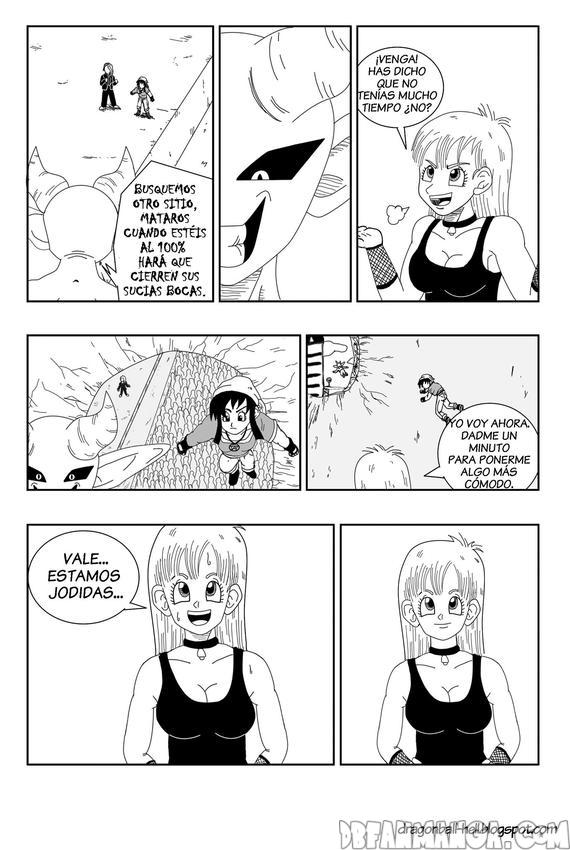 BUSQUEMOS
OTRO SITIO,
MATAROS
CUANDO ESTÉIS
AL 100%
HARÁ QUE
CIERREN SUS
SUCIAS BOCAS.
¡VENGA!
HAS DICHO
QUE NO
TENÍAS MUCHO
TIEMPO ¿NO?
YO VOY AHORA.
DADME UN
MINUTO
PARA PONERME
ALGO MÁS
CÓMODO.
VALE...
ESTAMOS
JODIDAS...
dragonball-hel.blogspot.com
DBFANMANGA.COM